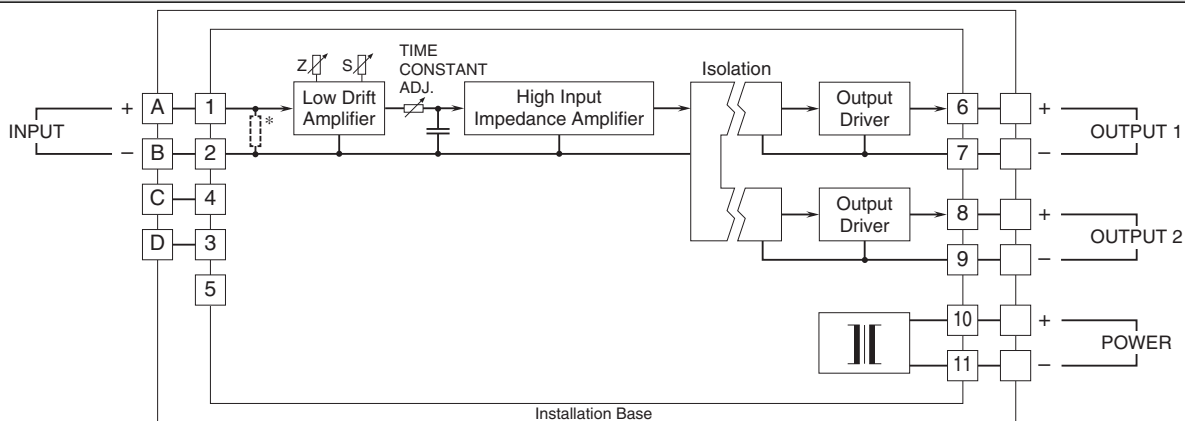 TIME
CONSTANT
ADJ.
Z
S
Isolation
+
A
1
*
Low Drift
Amplifier
High Input
Impedance Amplifier
Output
Driver
6
+
INPUT
OUTPUT 1
−
B
2
7
−
C
4
Output
Driver
8
+
OUTPUT 2
D
3
9
−
5
10
+
POWER
11
−
Installation Base